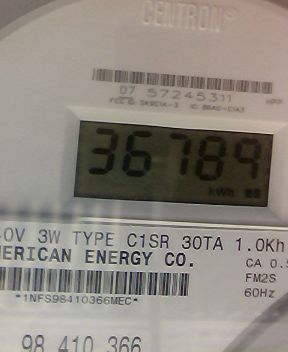 CENTRON®
07 57245311
36789
kWh
.0V 3W TYPE C1SR 30TA 1.0Kh
ERICAN ENERGY CO.
CA 0.5
FM2S
*1NFS98410366MEC*
60Hz
98 410 366